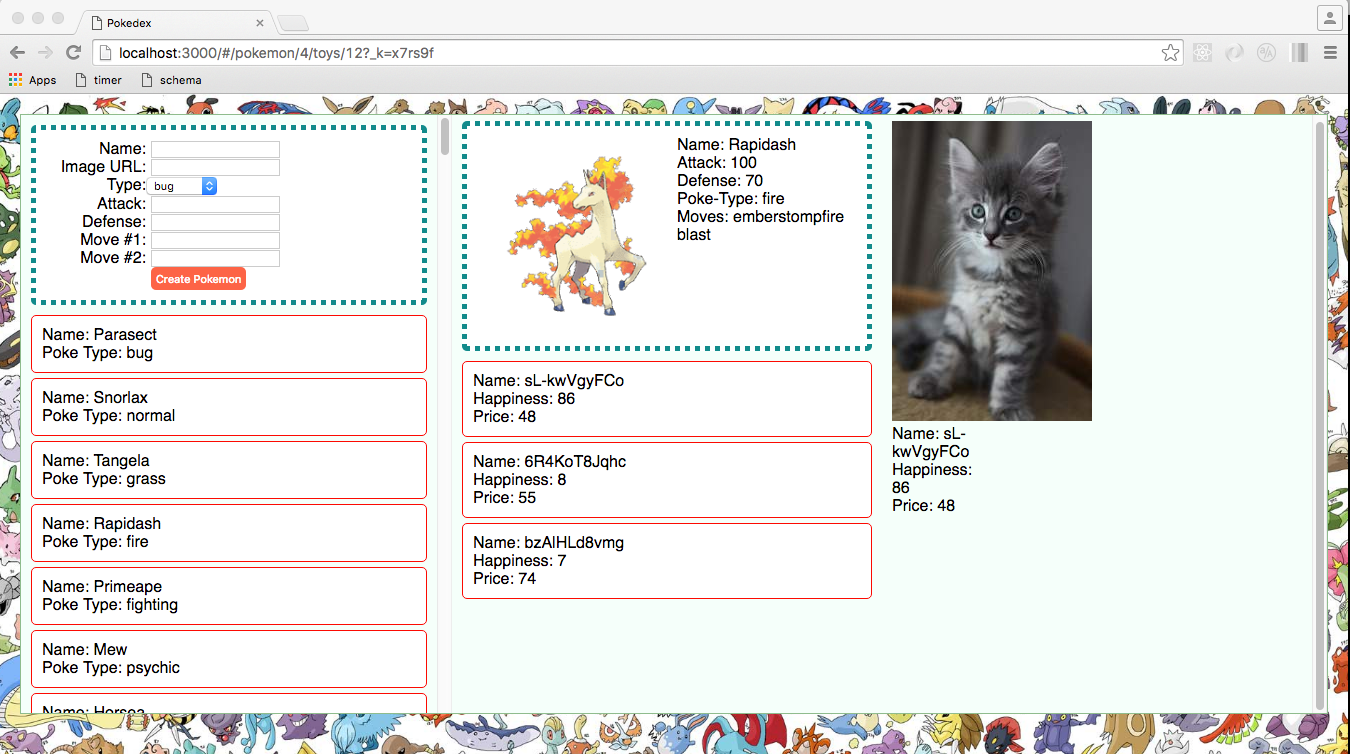 Pokedex
localhost:3000/#/pokemon/4/toys/12?_k=x7rs9f
Apps timer schema
Name:
Image URL:
Type: bug
Attack:
Defense:
Move #1:
Move #2:
Create Pokemon
Name: Parasect
Poke Type: bug
Name: Snorlax
Poke Type: normal
Name: Tangela
Poke Type: grass
Name: Rapidash
Poke Type: fire
Name: Primeape
Poke Type: fighting
Name: Mew
Poke Type: psychic
Name: Horsea
Name: Rapidash
Attack: 100
Defense: 70
Poke-Type: fire
Moves: emberstompfire
blast
Name: sL-kwVgyFCo
Happiness: 86
Price: 48
Name: 6R4KoT8Jqhc
Happiness: 8
Price: 55
Name: bzAlHLd8vmg
Happiness: 7
Price: 74
Name: sL-
kwVgyFCo
Happiness:
86
Price: 48